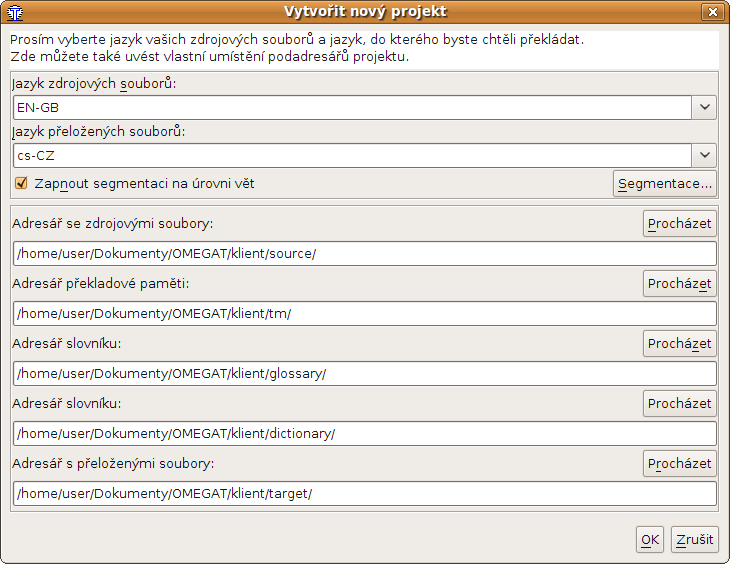 Vytvořit nový projekt
Prosím vyberte jazyk vašich zdrojových souborů a jazyk, do kterého byste chtěli překládat.
Zde můžete také uvést vlastní umístění podadresářů projektu.
Jazyk zdrojových souborů:
EN-GB
Jazyk přeložených souborů:
cs-CZ
Zapnout segmentaci na úrovni vět
Segmentace...
Adresář se zdrojovými soubory:
Procházet
/home/user/Dokumenty/OMEGAT/klient/source/
Adresář překladové paměti:
Procházet
/home/user/Dokumenty/OMEGAT/klient/tm/
Adresář slovníku:
Procházet
/home/user/Dokumenty/OMEGAT/klient/glossary/
Adresář slovníku:
Procházet
/home/user/Dokumenty/OMEGAT/klient/dictionary/
Adresář s přeloženými soubory:
Procházet
/home/user/Dokumenty/OMEGAT/klient/target/
OK
Zrušit